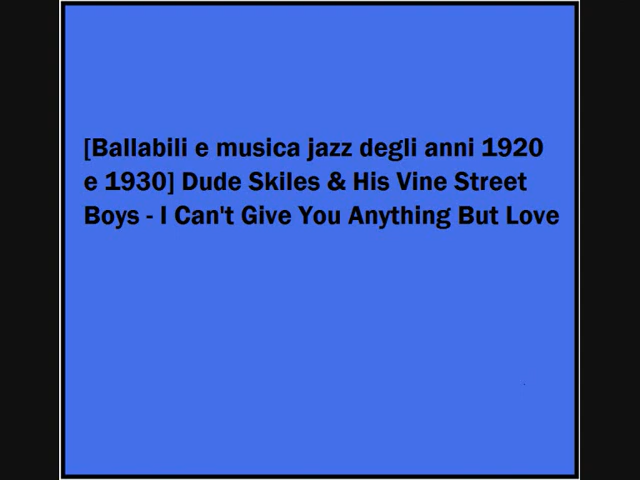 [Ballabili e musica jazz degli anni 1920
e 1930] Dude Skiles & His Vine Street
Boys - I Can't Give You Anything But Love